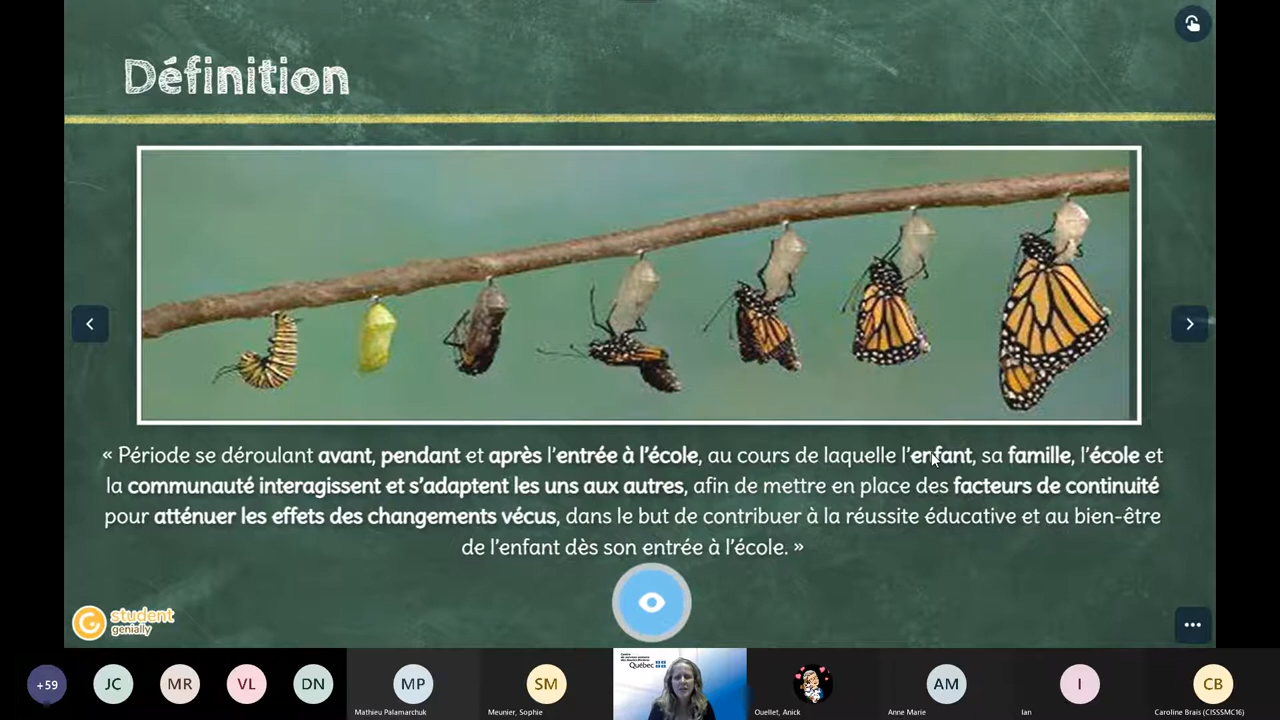 Définition
« Période se déroulant avant, pendant et après l'entrée à l'école, au cours de laquelle l'enfant, sa famille, l'école et
la communauté interagissent et s'adaptent les uns aux autres, afin de mettre en place des facteurs de continuité
pour atténuer les effets des changements vécus, dans le but de contribuer à la réussite éducative et au bien-être
de l'enfant dès son entrée à l'école. »
student
genially
+59
JC
MR
VL
DN
MP
Mathieu Palamarchuk
SM
Meunier, Sophie
Québec
Ouellet, Anick
AM
Anne Marie
I
Ian
CB
Caroline Brais (CISSSMC16)